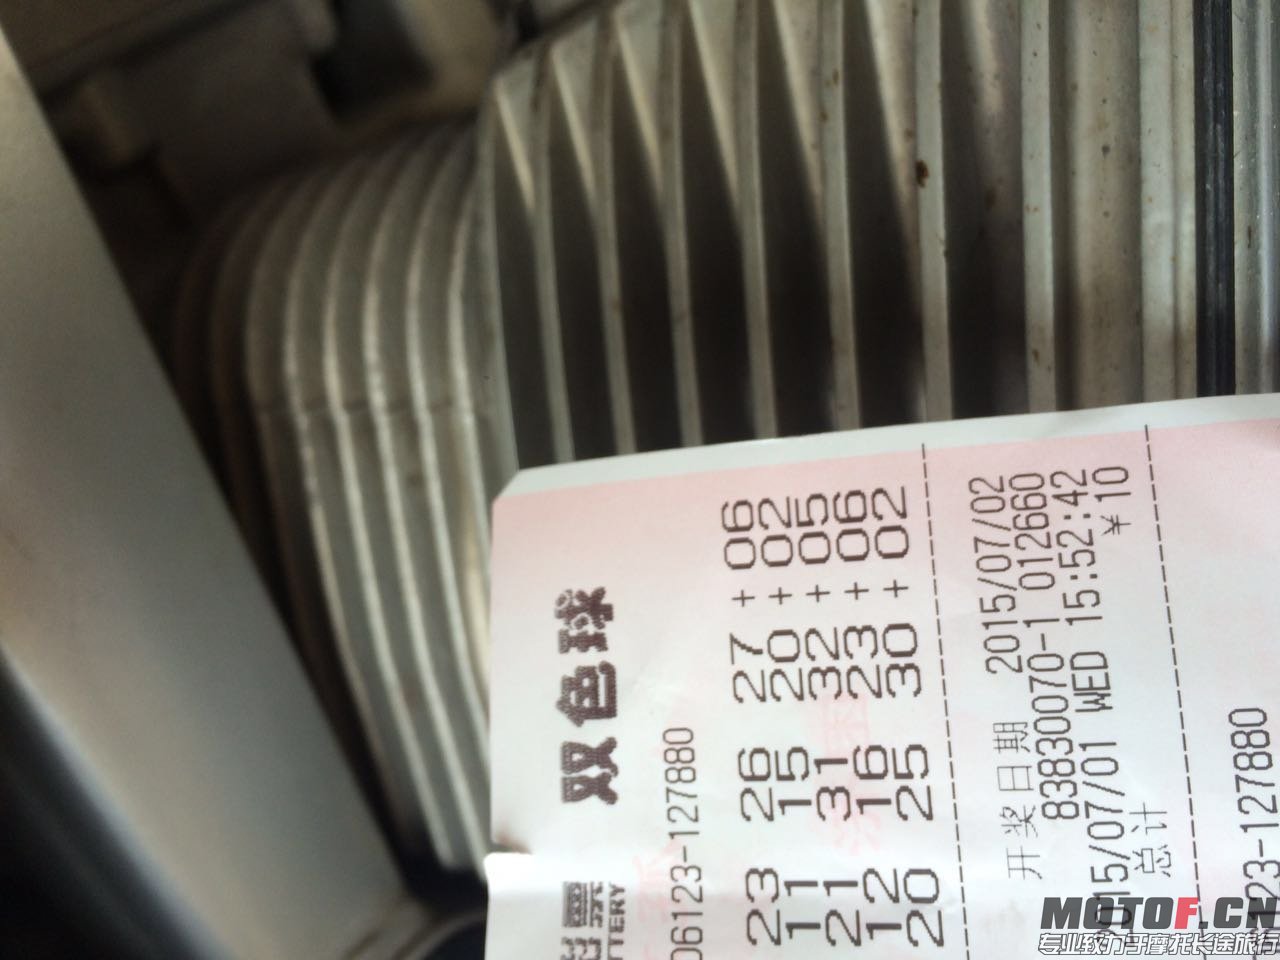 双色球
TTERY
06123-127880
23 26 27 + 06
11 15 20 + 02
21 31 32 + 05
12 16 23 + 06
20 25 30 + 02
开奖日期 2015/07/02
83830070-1 012660
2015/07/01 WED 15:52:42
总计 ¥10
123-127880
MOTOF.CN
专业致力于摩托长途旅行